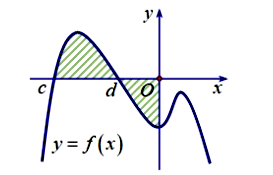 y
c d O x
y = f(x)